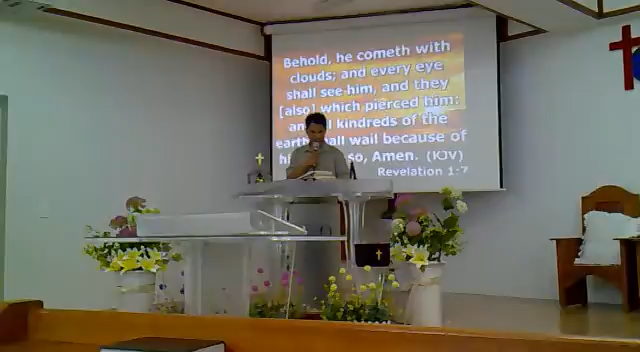 Behold, he cometh with
clouds; and every eye
shall see him, and they
[also] which pierced him:
kindreds of the
earth shall wail because of
so, Amen. (KJV)
Revelation 1:7